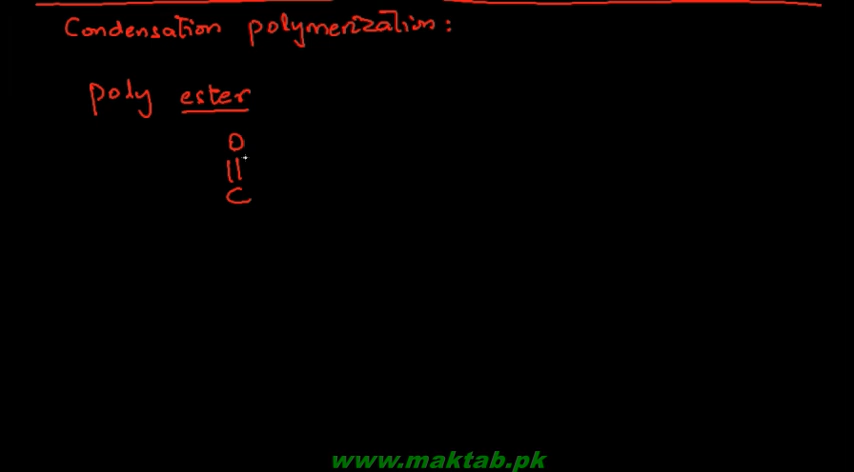 Condensation polymerization:
poly ester
O
||
C
www.maktab.pk